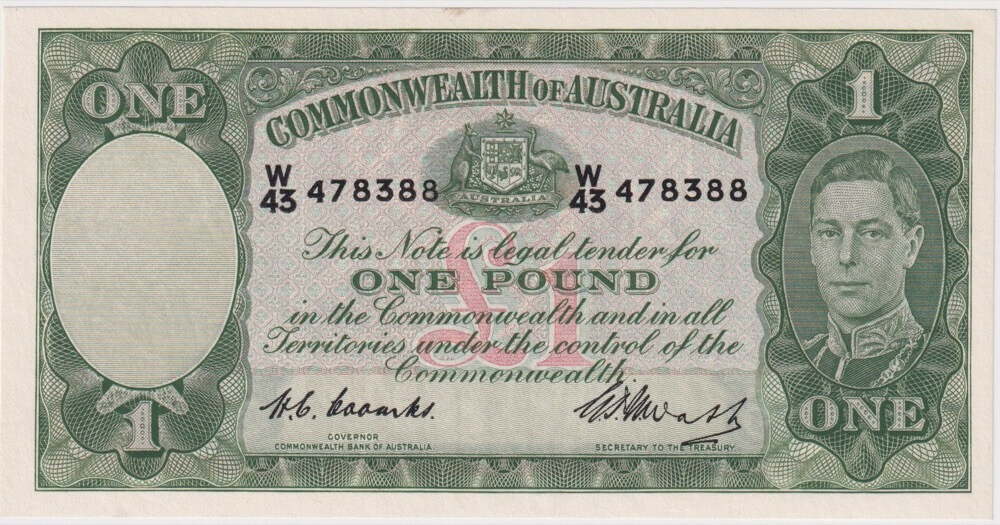 ONE
COMMONWEALTH OF AUSTRALIA
1
W/43 478388
W/43 478388
AUSTRALIA
£1
This Note is legal tender for
ONE POUND
in the Commonwealth and in all
Territories under the control of the
Commonwealth.
H.C. Coombs.
GOVERNOR
COMMONWEALTH BANK OF AUSTRALIA
SECRETARY TO THE TREASURY
1
ONE